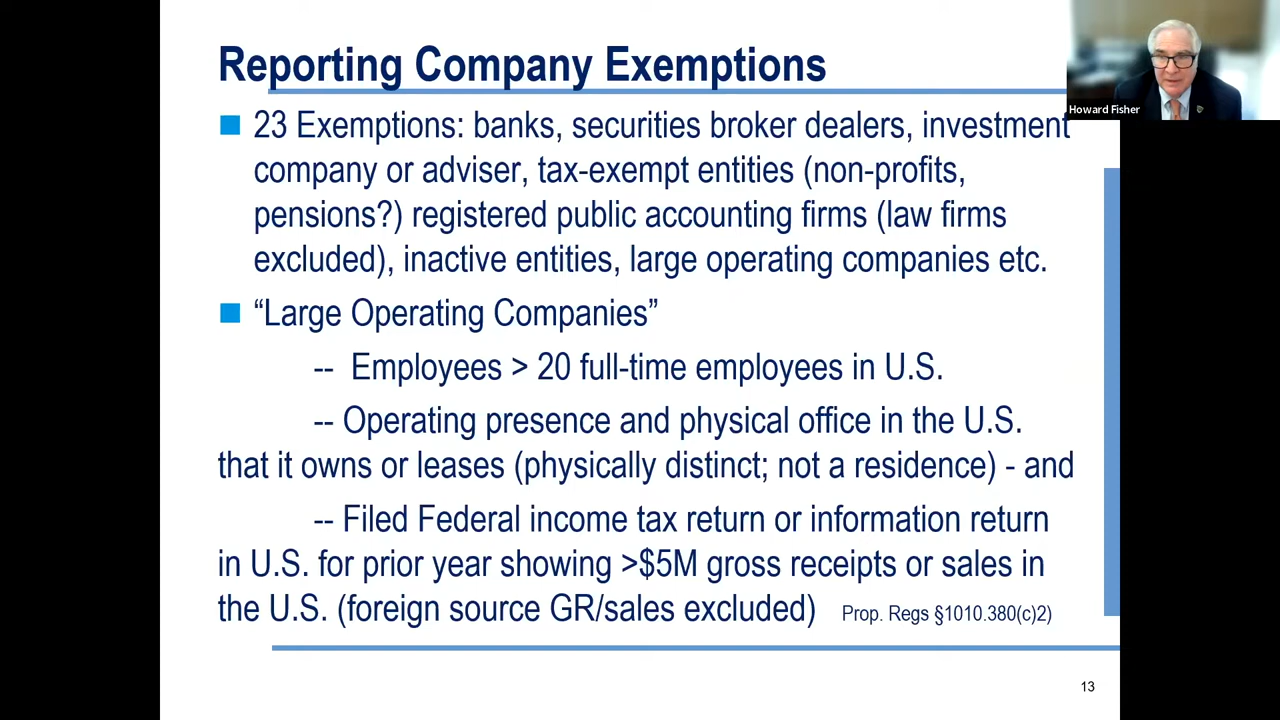 Reporting Company Exemptions
Howard Fisher
23 Exemptions: banks, securities broker dealers, investment
company or adviser, tax-exempt entities (non-profits,
pensions?) registered public accounting firms (law firms
excluded), inactive entities, large operating companies etc.
“Large Operating Companies”
-- Employees > 20 full-time employees in U.S.
-- Operating presence and physical office in the U.S.
that it owns or leases (physically distinct; not a residence) - and
-- Filed Federal income tax return or information return
in U.S. for prior year showing >$5M gross receipts or sales in
the U.S. (foreign source GR/sales excluded) Prop. Regs §1010.380(c)2)
13